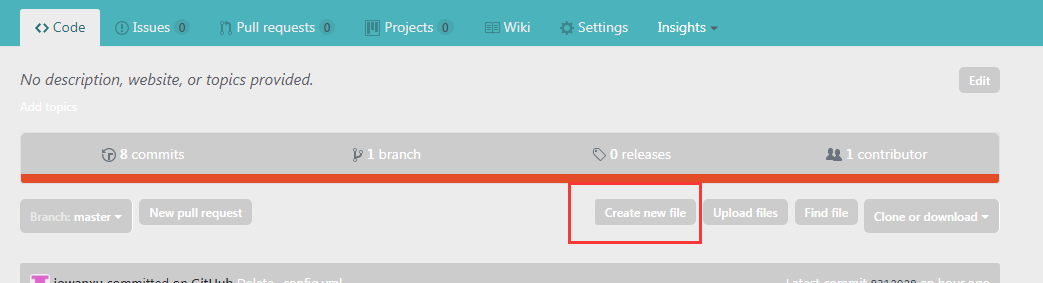 Code Issues 0 Pull requests 0 Projects 0 Wiki Settings Insights
No description, website, or topics provided. Edit
Add topics
8 commits 1 branch 0 releases 1 contributor
Branch: master New pull request Create new file Upload files Find file Clone or download
committed on GitHub Delete _config.yml Latest commit 8312028 an hour ago